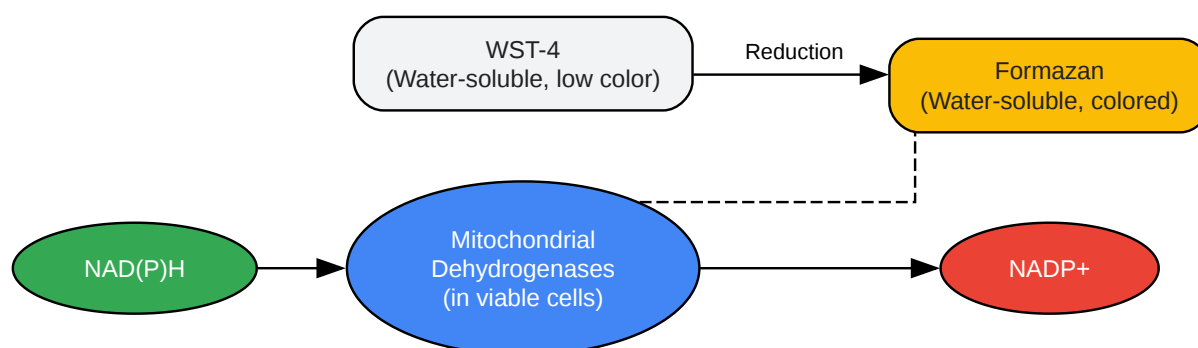 WST-4
(Water-soluble, low color)
Reduction
Formazan
(Water-soluble, colored)
NAD(P)H
Mitochondrial
Dehydrogenases
(in viable cells)
NADP+